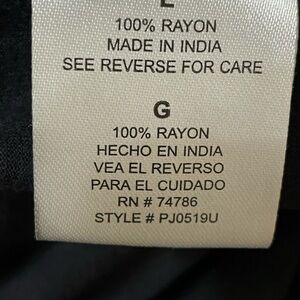 L
100% RAYON
MADE IN INDIA
SEE REVERSE FOR CARE
G
100% RAYON
HECHO EN INDIA
VEA EL REVERSO
PARA EL CUIDADO
RN # 74786
STYLE # PJ0519U